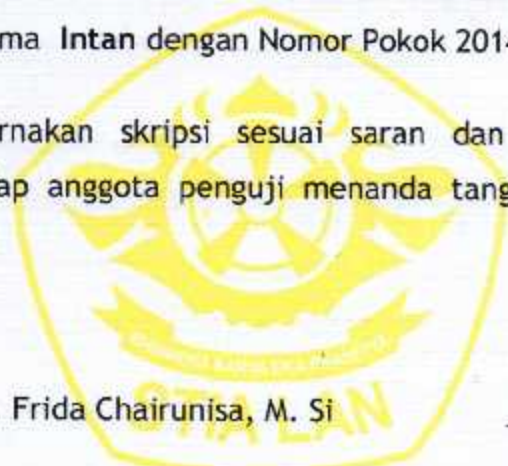 ma Intan dengan Nomor Pokok 2014
rnakan skripsi sesuai saran dan
ap anggota penguji menanda tang
Frida Chairunisa, M. Si
STIA LAN